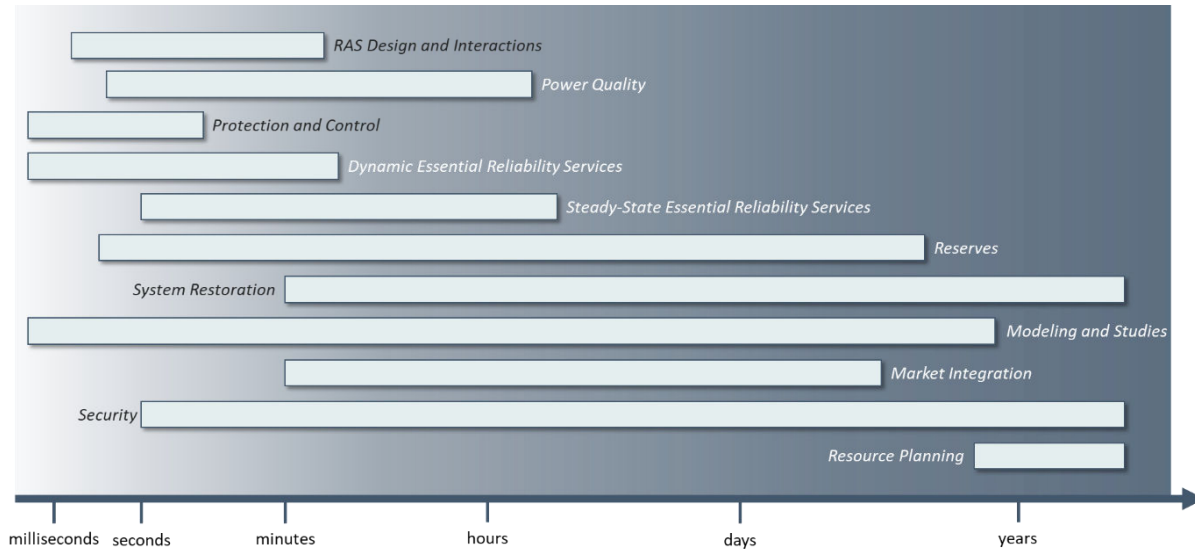 RAS Design and Interactions
Power Quality
Protection and Control
Dynamic Essential Reliability Services
Steady-State Essential Reliability Services
Reserves
System Restoration
Modeling and Studies
Market Integration
Security
Resource Planning
milliseconds seconds minutes hours days years